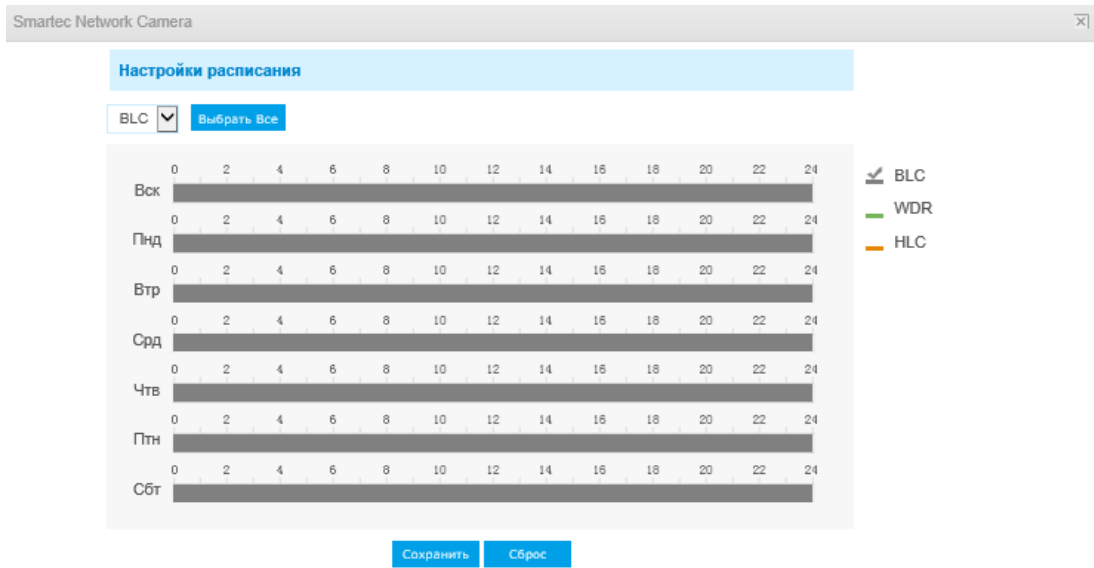 Smartec Network Camera
Настройки расписания
BLC Выбрать Все
0 2 4 6 8 10 12 14 16 18 20 22 24
Вск
BLC
0 2 4 6 8 10 12 14 16 18 20 22 24
WDR
Пнд
HLC
0 2 4 6 8 10 12 14 16 18 20 22 24
Втр
0 2 4 6 8 10 12 14 16 18 20 22 24
Срд
0 2 4 6 8 10 12 14 16 18 20 22 24
Чтв
0 2 4 6 8 10 12 14 16 18 20 22 24
Птн
0 2 4 6 8 10 12 14 16 18 20 22 24
Сбт
Сохранить Сброс